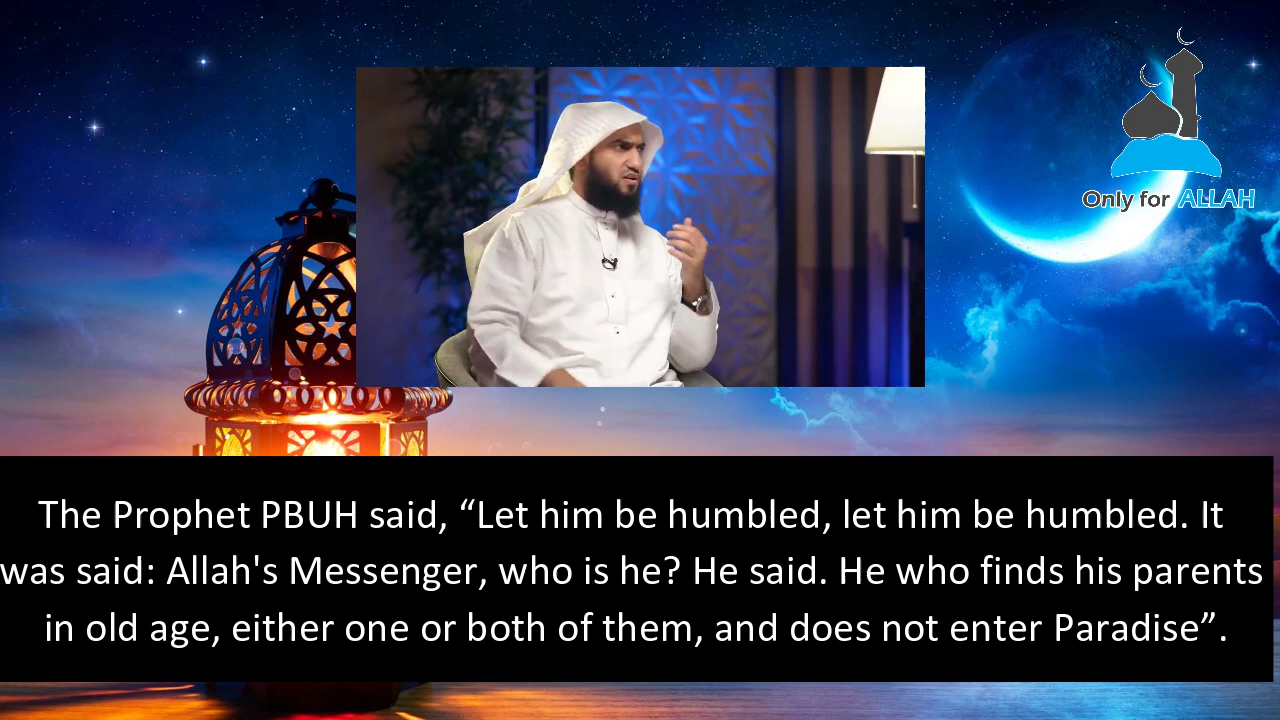 Only for ALLAH
The Prophet PBUH said, “Let him be humbled, let him be humbled. It
was said: Allah's Messenger, who is he? He said. He who finds his parents
in old age, either one or both of them, and does not enter Paradise”.